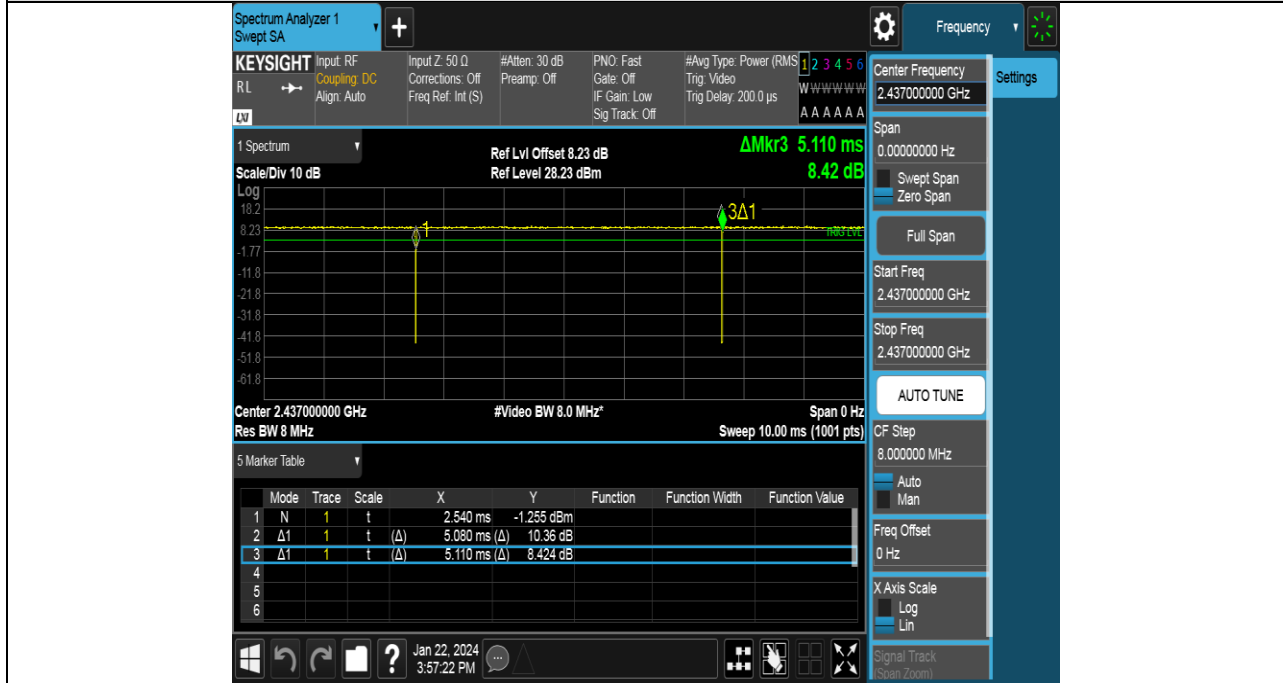 Spectrum Analyzer 1
Swept SA
Frequency
KEYSIGHT
RL
LXI
Input: RF
Coupling: DC
Align: Auto
Input Z: 50 Ω
Corrections: Off
Freq Ref: Int (S)
#Atten: 30 dB
Preamp: Off
PNO: Fast
Gate: Off
IF Gain: Low
Sig Track: Off
#Avg Type: Power (RMS
Trig: Video
Trig Delay: 200.0 µs
1 2 3 4 5 6
W W W W W W
A A A A A A
1 Spectrum
Scale/Div 10 dB
Ref Lvl Offset 8.23 dB
Ref Level 28.23 dBm
ΔMkr3 5.110 ms
8.42 dB
Log
18.2
8.23
-1.77
-11.8
-21.8
-31.8
-41.8
-51.8
-61.8
1
3Δ1
TRIG LVL
Center 2.437000000 GHz
Res BW 8 MHz
#Video BW 8.0 MHz*
Span 0 Hz
Sweep 10.00 ms (1001 pts)
5 Marker Table
Mode Trace Scale X Y Function Function Width Function Value
1 N 1 t 2.540 ms -1.255 dBm
2 Δ1 1 t (Δ) 5.080 ms (Δ) 10.36 dB
3 Δ1 1 t (Δ) 5.110 ms (Δ) 8.424 dB
4
5
6
Jan 22, 2024
3:57:22 PM
Center Frequency
2.437000000 GHz
Settings
Span
0.00000000 Hz
Swept Span
Zero Span
Full Span
Start Freq
2.437000000 GHz
Stop Freq
2.437000000 GHz
AUTO TUNE
CF Step
8.000000 MHz
Auto
Man
Freq Offset
0 Hz
X Axis Scale
Log
Lin
Signal Track
(Span Zoom)